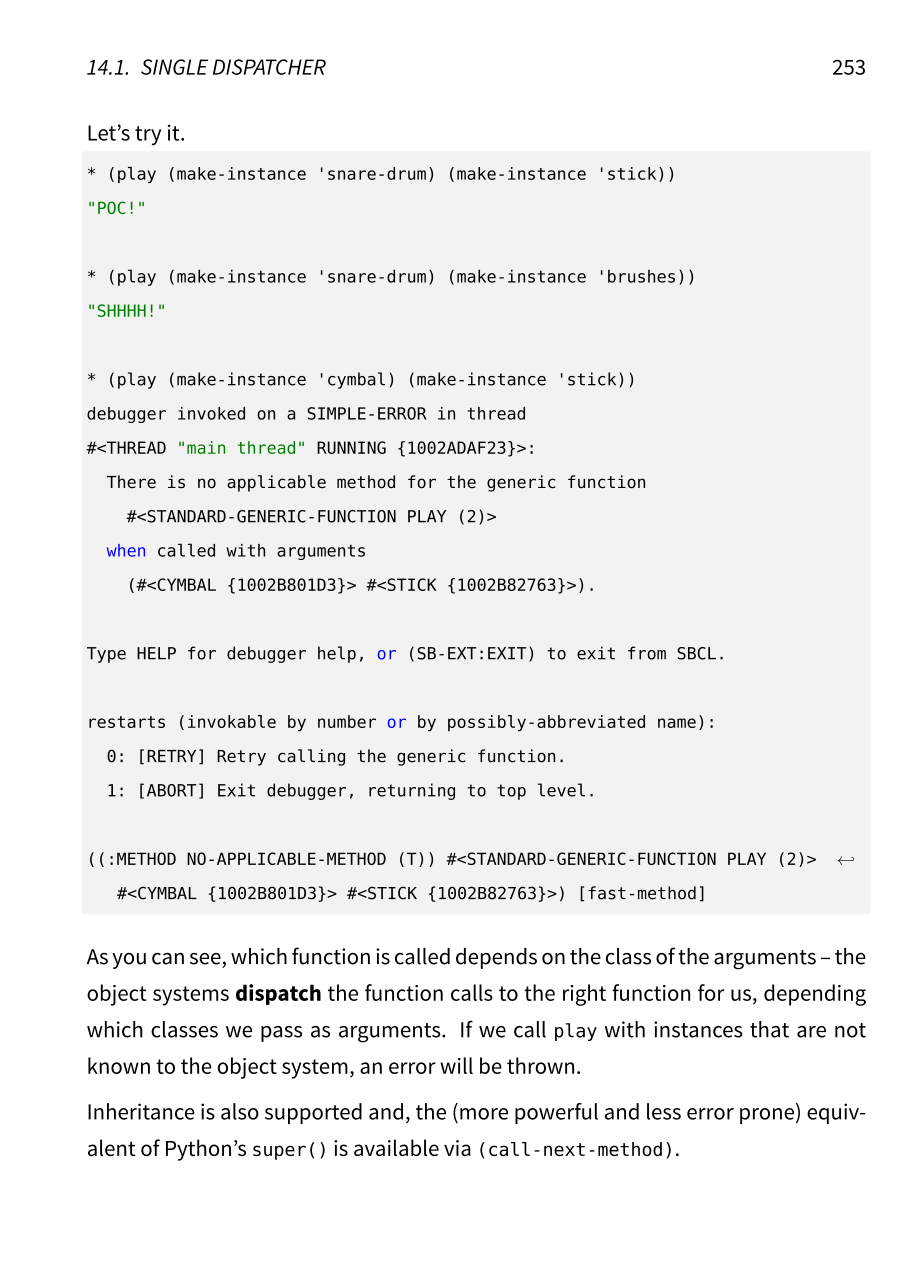 14.1. SINGLE DISPATCHER 253
Let’s try it.
* (play (make-instance 'snare-drum) (make-instance 'stick))
"POC!"
* (play (make-instance 'snare-drum) (make-instance 'brushes))
"SHHHH!"
* (play (make-instance 'cymbal) (make-instance 'stick))
debugger invoked on a SIMPLE-ERROR in thread
#<THREAD "main thread" RUNNING {1002ADAF23}>:
  There is no applicable method for the generic function
    #<STANDARD-GENERIC-FUNCTION PLAY (2)>
  when called with arguments
    (#<CYMBAL {1002B801D3}> #<STICK {1002B82763}>).
Type HELP for debugger help, or (SB-EXT:EXIT) to exit from SBCL.
restarts (invokable by number or by possibly-abbreviated name):
  0: [RETRY] Retry calling the generic function.
  1: [ABORT] Exit debugger, returning to top level.
((:METHOD NO-APPLICABLE-METHOD (T)) #<STANDARD-GENERIC-FUNCTION PLAY (2)> ↩
   #<CYMBAL {1002B801D3}> #<STICK {1002B82763}>) [fast-method]
As you can see, which function is called depends on the class of the arguments – the
object systems dispatch the function calls to the right function for us, depending
which classes we pass as arguments. If we call play with instances that are not
known to the object system, an error will be thrown.
Inheritance is also supported and, the (more powerful and less error prone) equiv-
alent of Python’s super() is available via (call-next-method).